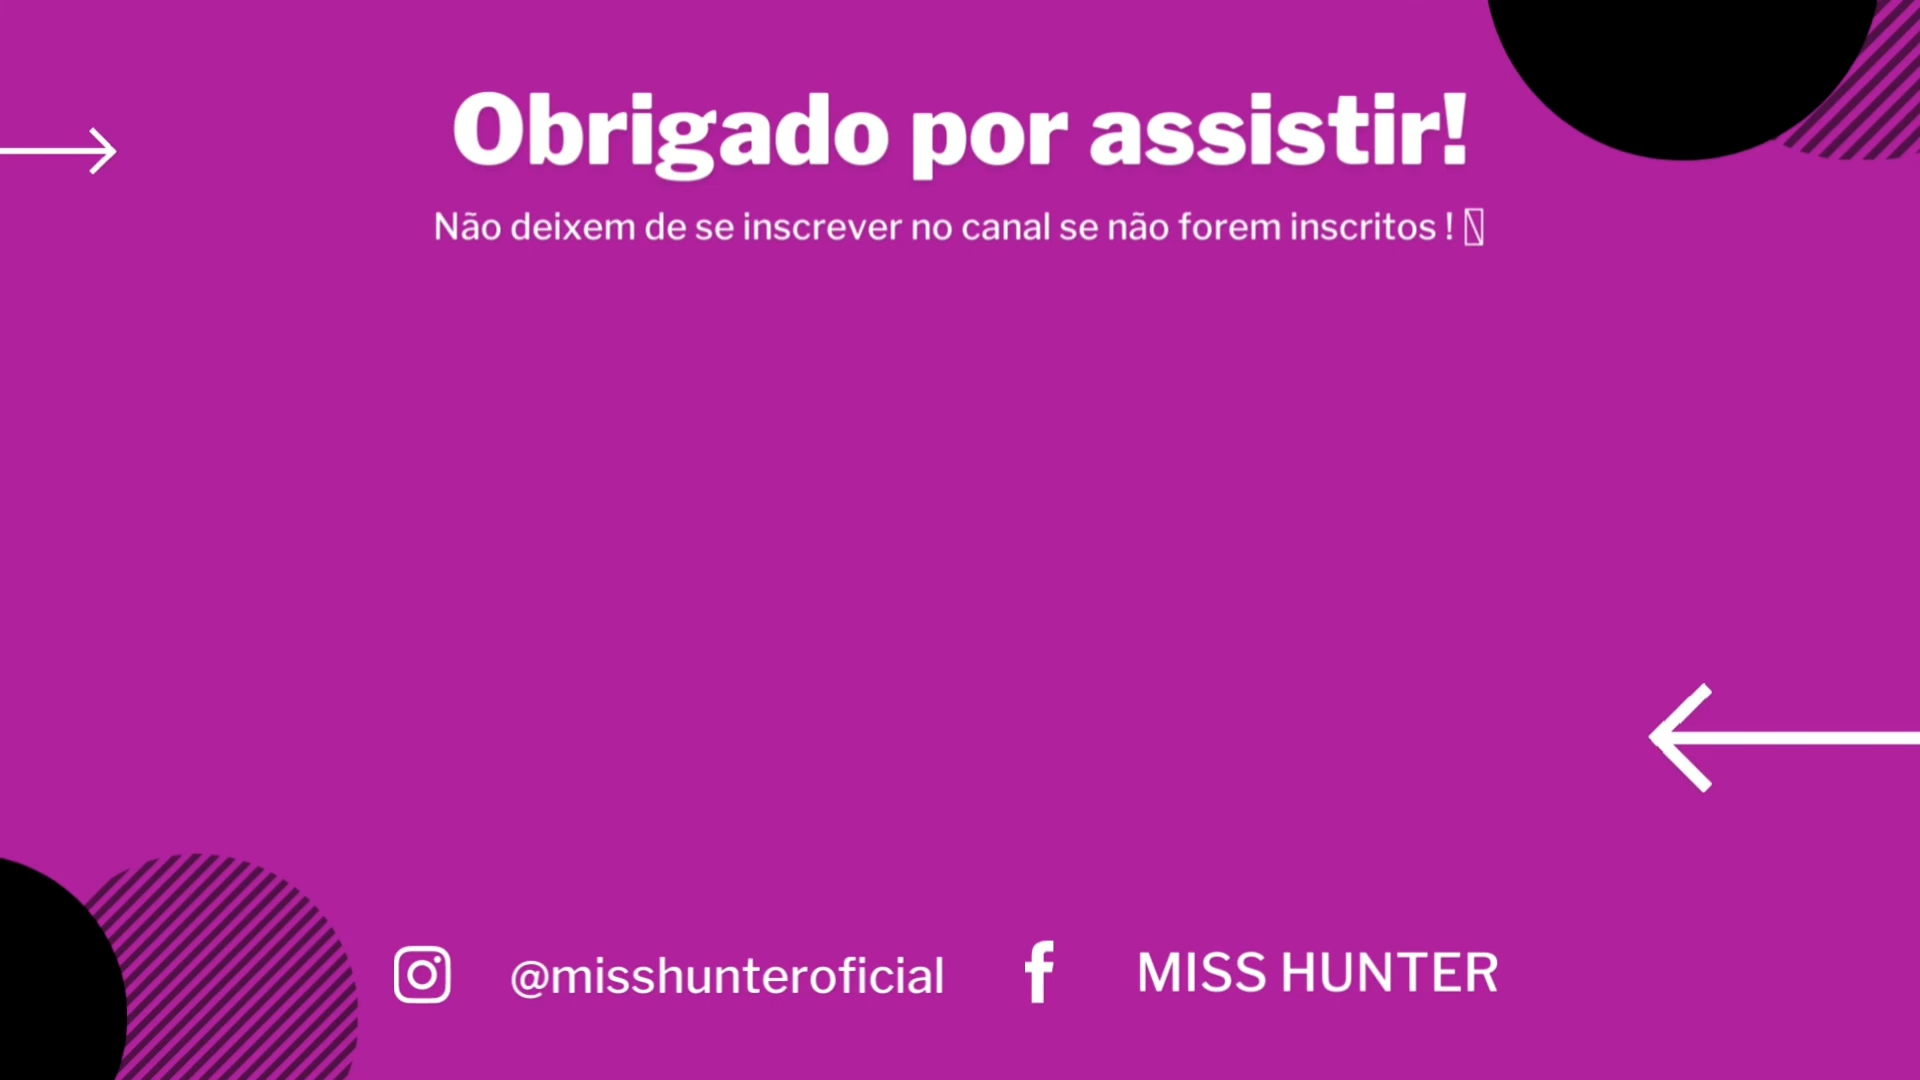 Obrigado por assistir!
Não deixem de se inscrever no canal se não forem inscritos !
@misshunteroficial
MISS HUNTER